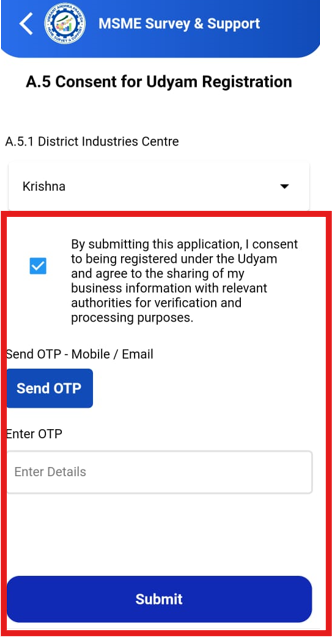 MSME Survey & Support
A.5 Consent for Udyam Registration
A.5.1 District Industries Centre
Krishna
By submitting this application, I consent
to being registered under the Udyam
and agree to the sharing of my
business information with relevant
authorities for verification and
processing purposes.
Send OTP - Mobile / Email
Send OTP
Enter OTP
Enter Details
Submit